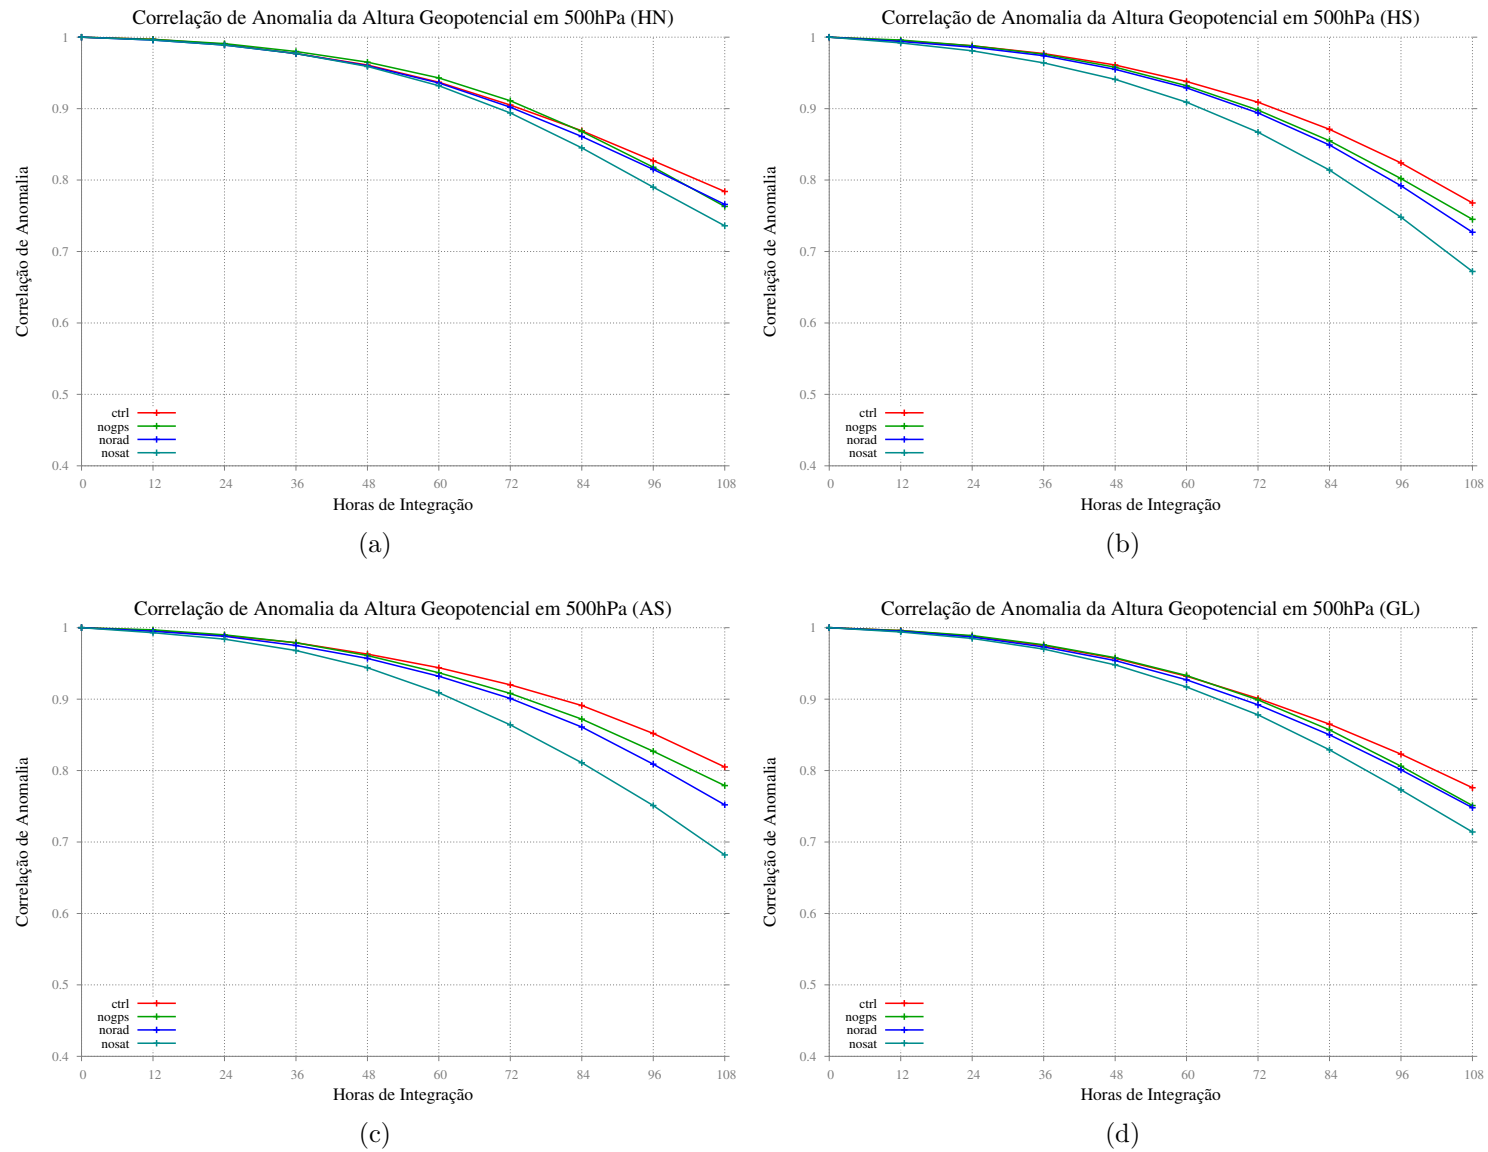 Correlação de Anomalia da Altura Geopotencial em 500hPa (HN)
Correlação de Anomalia
1
0.9
0.8
0.7
0.6
0.5
0.4
ctrl
nogps
norad
nosat
0 12 24 36 48 60 72 84 96 108
Horas de Integração
(a)
Correlação de Anomalia da Altura Geopotencial em 500hPa (HS)
Correlação de Anomalia
1
0.9
0.8
0.7
0.6
0.5
0.4
ctrl
nogps
norad
nosat
0 12 24 36 48 60 72 84 96 108
Horas de Integração
(b)
Correlação de Anomalia da Altura Geopotencial em 500hPa (AS)
Correlação de Anomalia
1
0.9
0.8
0.7
0.6
0.5
0.4
ctrl
nogps
norad
nosat
0 12 24 36 48 60 72 84 96 108
Horas de Integração
(c)
Correlação de Anomalia da Altura Geopotencial em 500hPa (GL)
Correlação de Anomalia
1
0.9
0.8
0.7
0.6
0.5
0.4
ctrl
nogps
norad
nosat
0 12 24 36 48 60 72 84 96 108
Horas de Integração
(d)